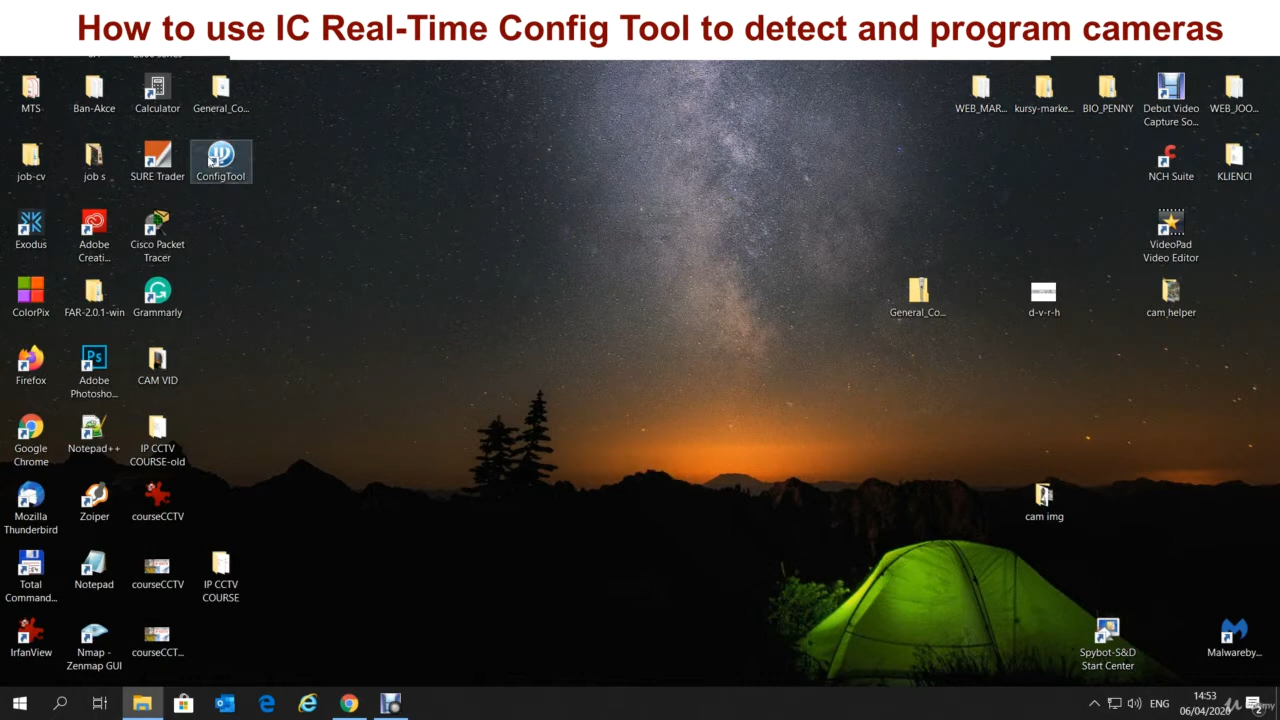 How to use IC Real-Time Config Tool to detect and program cameras
MTS
Ban-Akce
Calculator
General_Co...
WEB_MAR...
kursy-marke...
BIO_PENNY
Debut Video
Capture So...
WEB_JOO...
job-cv
job s
SURE Trader
ConfigTool
NCH Suite
KLIENCI
Exodus
Adobe
Creati...
Cisco Packet
Tracer
VideoPad
Video Editor
ColorPix
FAR-2.0.1-win
Grammarly
General_Co...
d-v-r-h
cam_helper
Firefox
Adobe
Photosho...
CAM VID
Google
Chrome
Notepad++
IP CCTV
COURSE-old
Mozilla
Thunderbird
Zoiper
courseCCTV
cam img
Total
Comman...
Notepad
courseCCTV
IP CCTV
COURSE
IrfanView
Nmap -
Zenmap GUI
courseCCT...
Spybot-S&D
Start Center
Malwareby...
ENG
14:53
06/04/2020